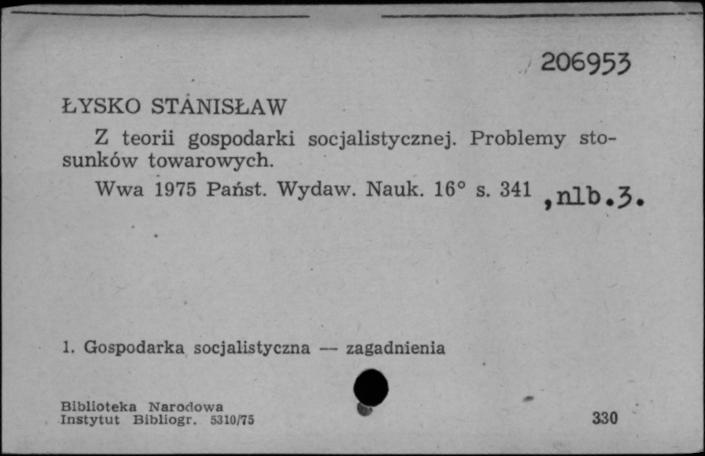 206953
ŁYSKO STANISŁAW
Z teorii gospodarki socjalistycznej. Problemy sto-
sunków towarowych.
Wwa 1975 Państ. Wydaw. Nauk. 16° s. 341 , nlb.3.
1. Gospodarka socjalistyczna — zagadnienia
Biblioteka Narodowa
Instytut Bibliogr. 5310/75
330